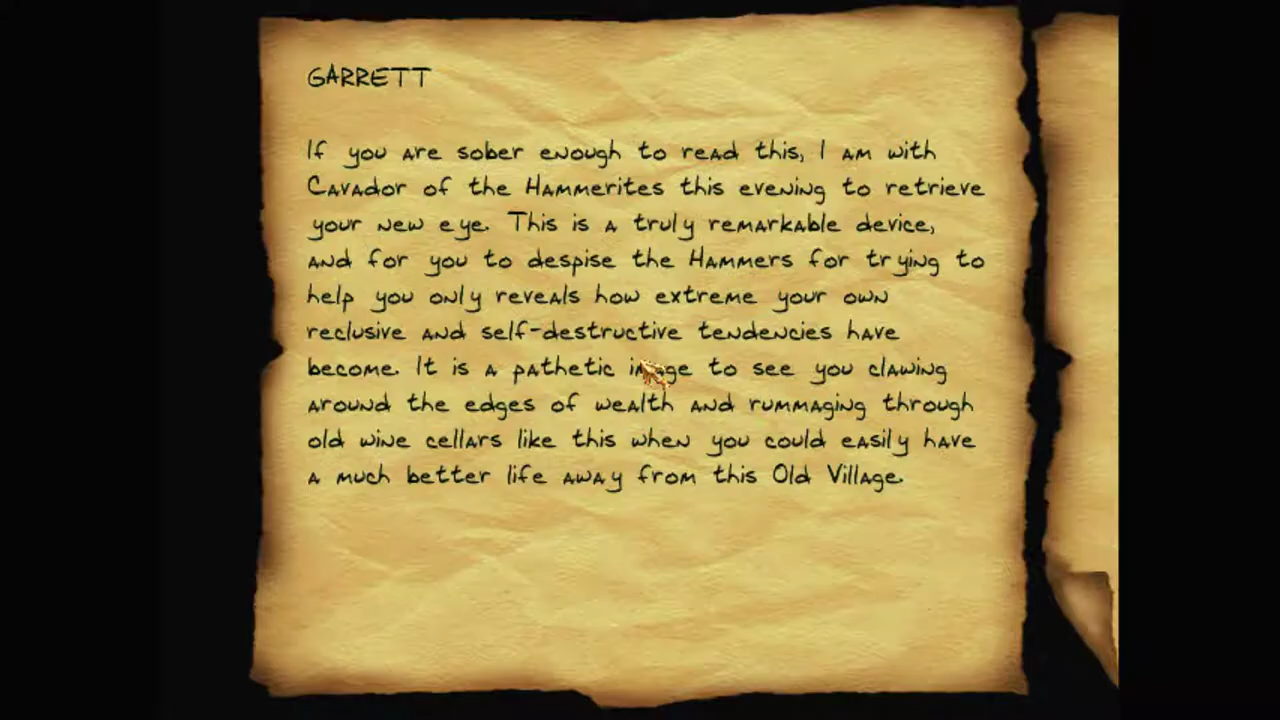 GARRETT
If you are sober enough to read this, I am with
Cavador of the Hammerites this evening to retrieve
your new eye. This is a truly remarkable device,
and for you to despise the Hammers for trying to
help you only reveals how extreme your own
reclusive and self-destructive tendencies have
become. It is a pathetic image to see you clawing
around the edges of wealth and rummaging through
old wine cellars like this when you could easily have
a much better life away from this Old Village.